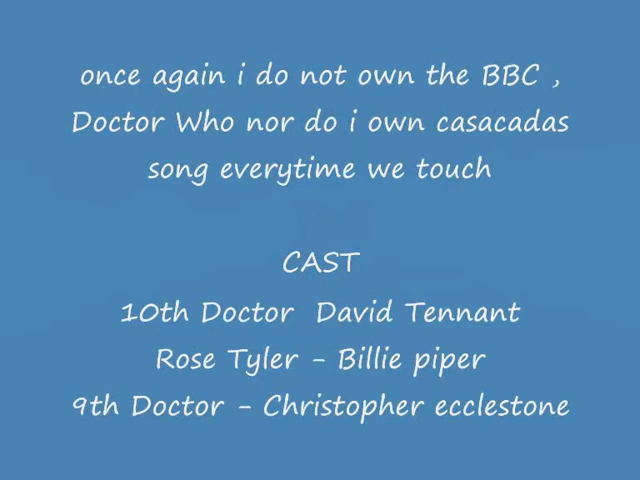 once again i do not own the BBC ,
Doctor Who nor do i own casacadas
song everytime we touch
CAST
10th Doctor  David Tennant
Rose Tyler - Billie piper
9th Doctor - Christopher ecclestone